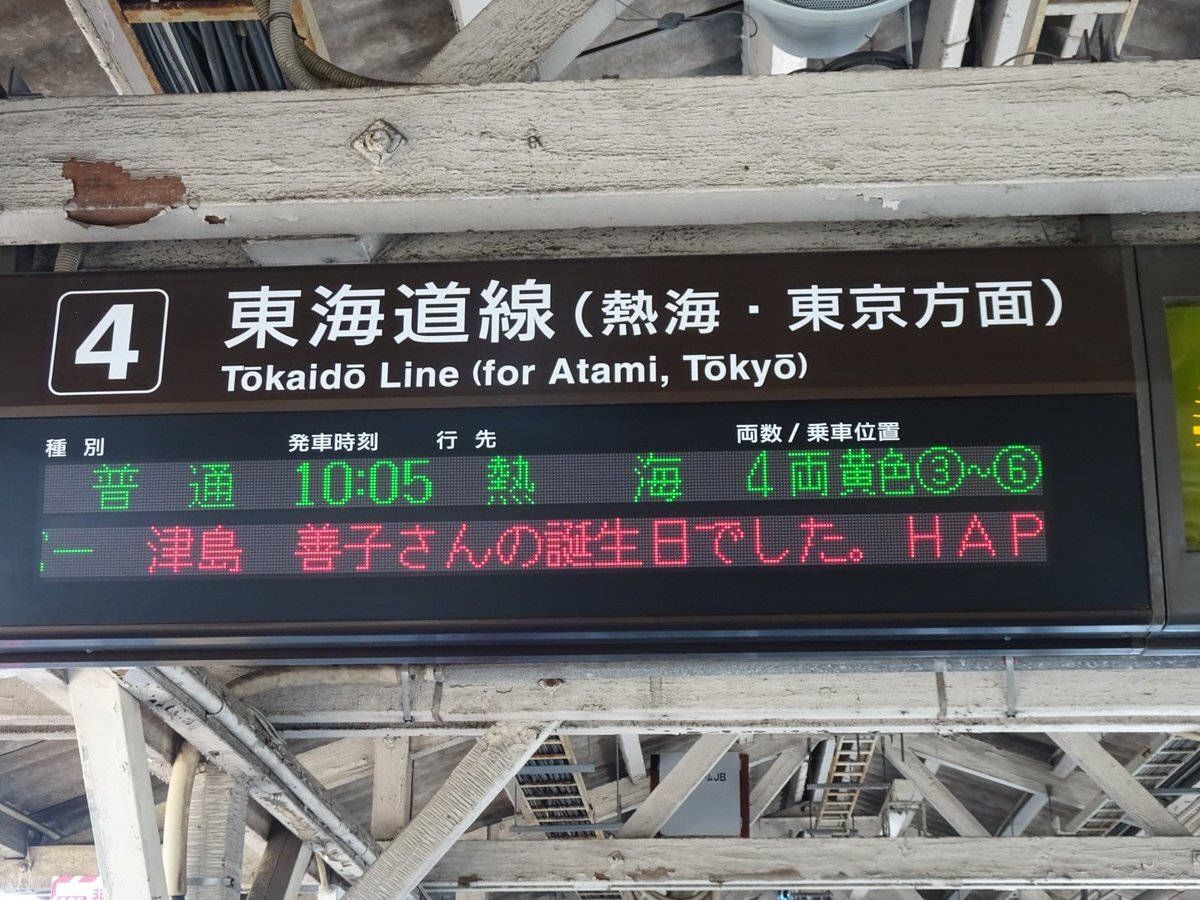 4 東海道線(熱海・東京方面)
Tōkaidō Line (for Atami, Tōkyō)
種別 発車時刻 行先 両数/乗車位置
普通 10:05 熱海 4両黄色③~⑥
津島 善子さんの誕生日でした。HAP
JB